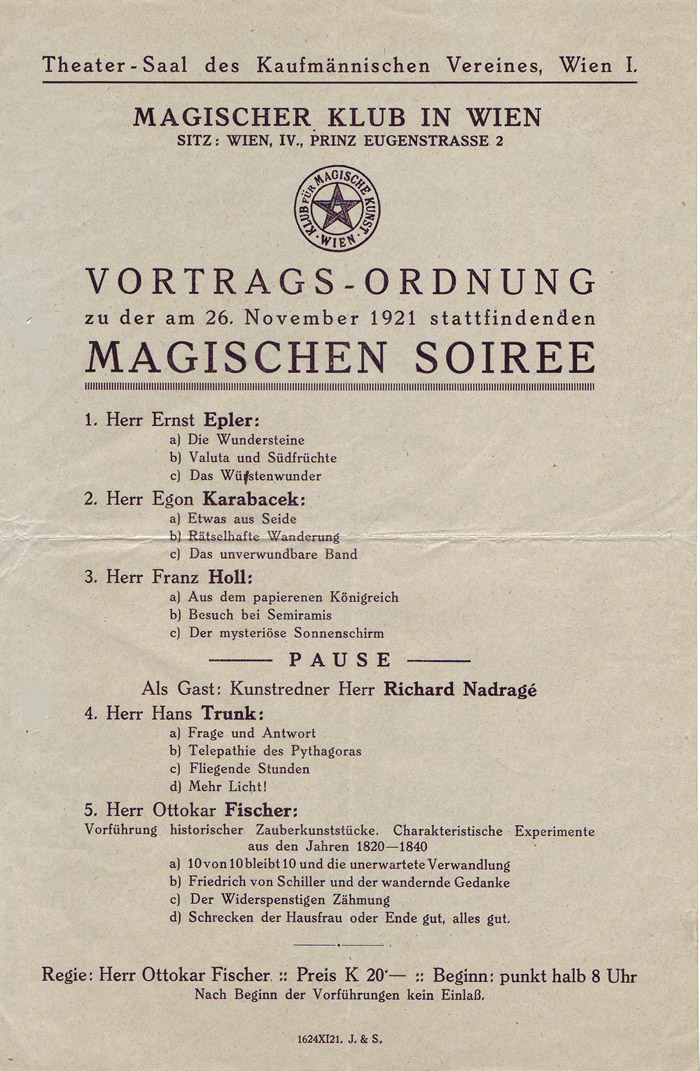 Theater-Saal des Kaufmännischen Vereines, Wien I.
MAGISCHER KLUB IN WIEN
SITZ: WIEN, IV., PRINZ EUGENSTRASSE 2
KLUB FÜR MAGISCHE KUNST
· WIEN ·
VORTRAGS-ORDNUNG
zu der am 26. November 1921 stattfindenden
MAGISCHEN SOIREE
1. Herr Ernst Epler:
a) Die Wundersteine
b) Valuta und Südfrüchte
c) Das Wüstenwunder
2. Herr Egon Karabacek:
a) Etwas aus Seide
b) Rätselhafte Wanderung
c) Das unverwundbare Band
3. Herr Franz Holl:
a) Aus dem papierenen Königreich
b) Besuch bei Semiramis
c) Der mysteriöse Sonnenschirm
PAUSE
Als Gast: Kunstredner Herr Richard Nadragé
4. Herr Hans Trunk:
a) Frage und Antwort
b) Telepathie des Pythagoras
c) Fliegende Stunden
d) Mehr Licht!
5. Herr Ottokar Fischer:
Vorführung historischer Zauberkunststücke. Charakteristische Experimente
aus den Jahren 1820—1840
a) 10 von 10 bleibt 10 und die unerwartete Verwandlung
b) Friedrich von Schiller und der wandernde Gedanke
c) Der Widerspenstigen Zähmung
d) Schrecken der Hausfrau oder Ende gut, alles gut.
Regie: Herr Ottokar Fischer :: Preis K 20·— :: Beginn: punkt halb 8 Uhr
Nach Beginn der Vorführungen kein Einlaß.
1624XI21. J. & S.